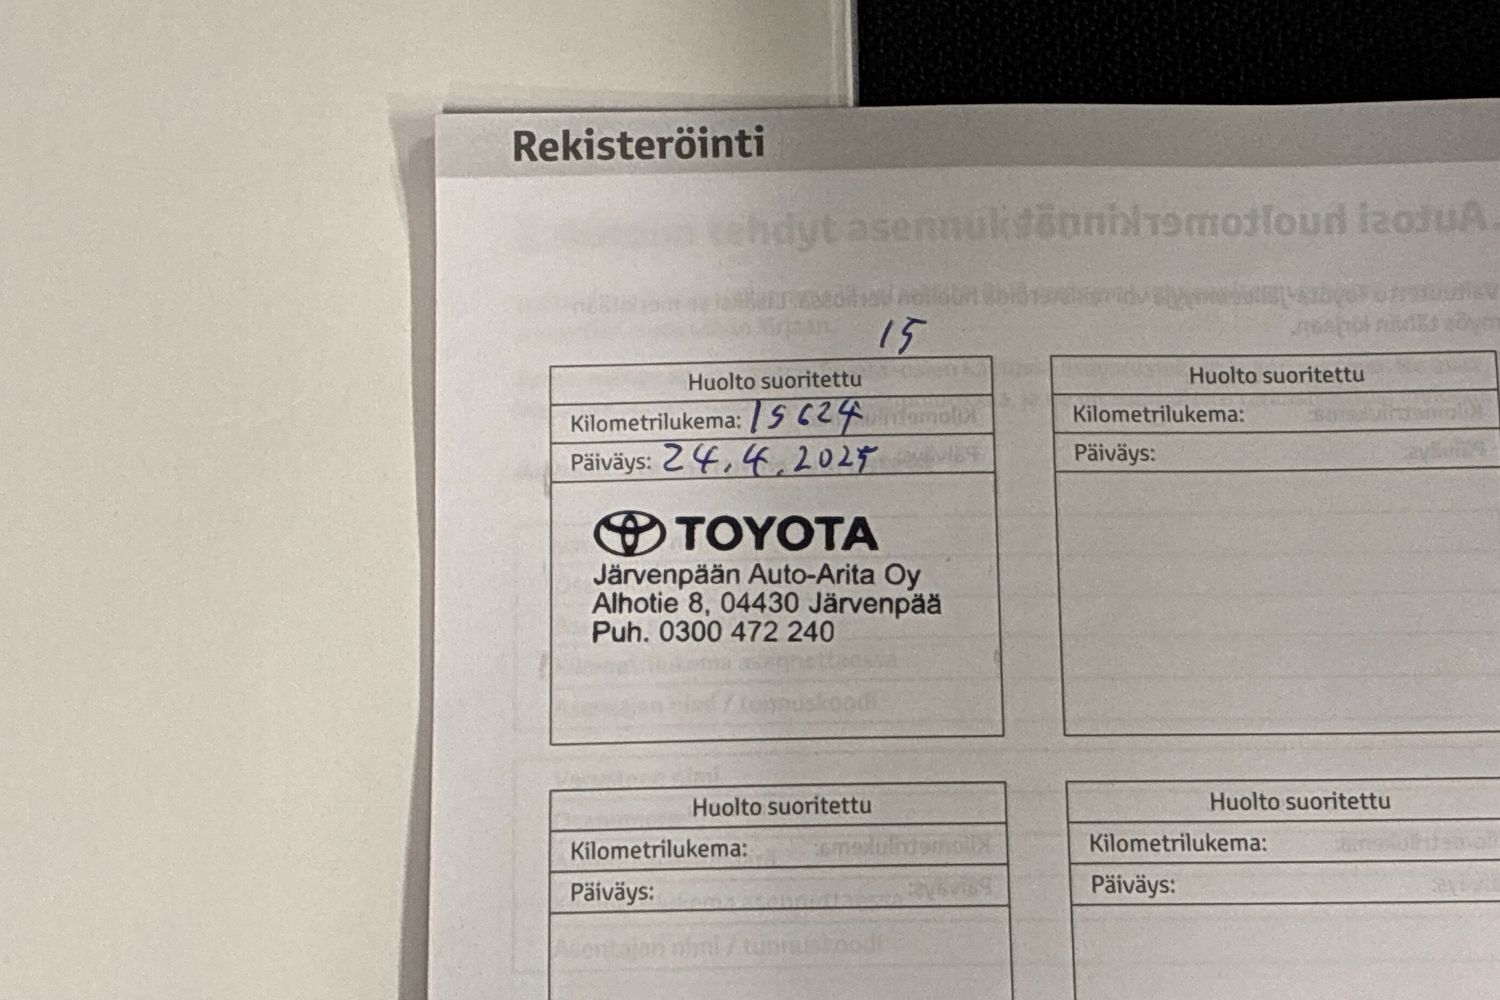 Rekisteröinti
15
Huolto suoritettu
Kilometrilukema: 15624
Päiväys: 24.4.2025
TOYOTA
Järvenpään Auto-Arita Oy
Alhotie 8, 04430 Järvenpää
Puh. 0300 472 240
Huolto suoritettu
Kilometrilukema:
Päiväys:
Huolto suoritettu
Kilometrilukema:
Päiväys:
Huolto suoritettu
Kilometrilukema:
Päiväys: